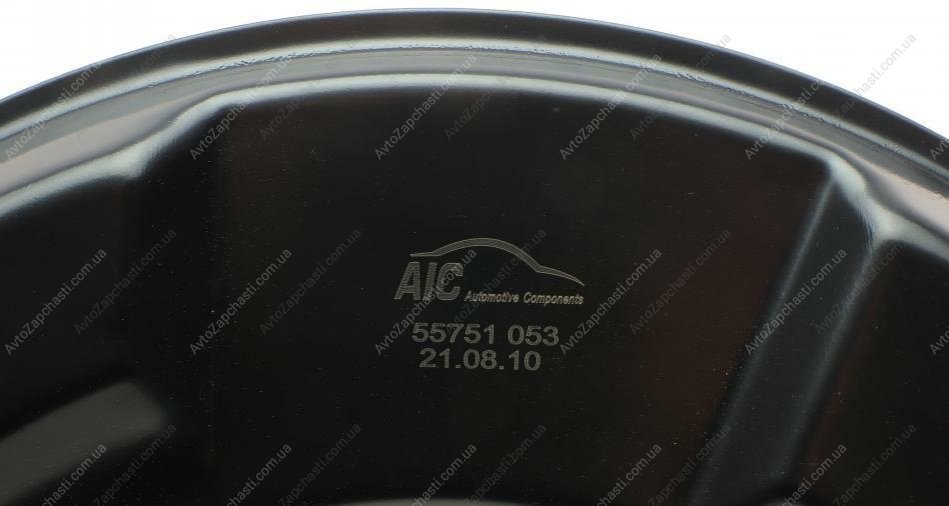 AIC Automotive Components
55751 053
21.08.10
AvtoZapchasti.com.ua